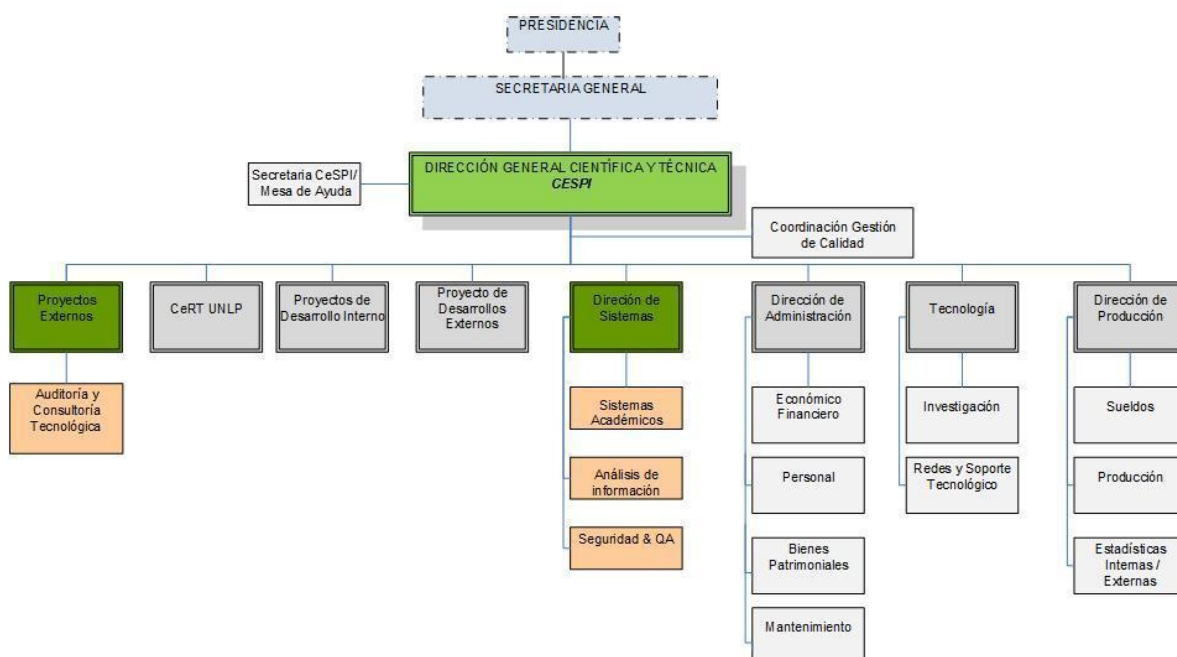 PRESIDENCIA
SECRETARIA GENERAL
DIRECCIÓN GENERAL CIENTÍFICA Y TÉCNICA
CESPI
Secretaria CeSPI/
Mesa de Ayuda
Coordinación Gestión
de Calidad
Proyectos
Externos
CeRT UNLP
Proyectos de
Desarrollo Interno
Proyecto de
Desarrollos
Externos
Direción de
Sistemas
Dirección de
Administración
Tecnología
Dirección de
Producción
Auditoría y
Consultoría
Tecnológica
Sistemas
Académicos
Económico
Financiero
Investigación
Sueldos
Análisis de
información
Personal
Redes y Soporte
Tecnológico
Producción
Seguridad & QA
Bienes
Patrimoniales
Estadísticas
Internas /
Externas
Mantenimiento